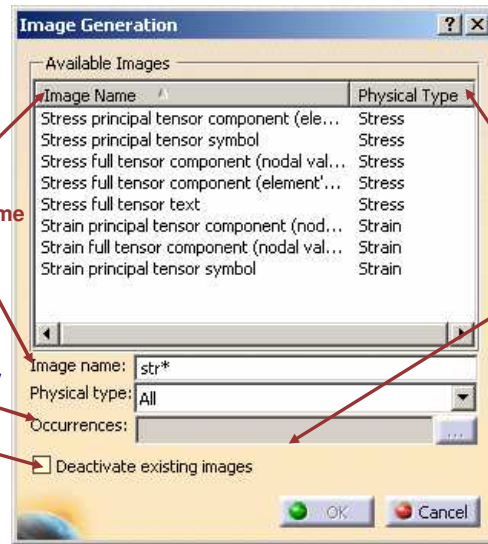 Image Generation
Available Images
Image Name Physical Type
Stress principal tensor component (ele... Stress
Stress principal tensor symbol Stress
Stress full tensor component (nodal val... Stress
Stress full tensor component (element'... Stress
Stress full tensor text Stress
me
Strain principal tensor component (nod... Strain
Strain full tensor component (nodal val... Strain
Strain principal tensor symbol Strain
Image name: str*
Physical type: All
Occurrences: ...
Deactivate existing images
OK Cancel